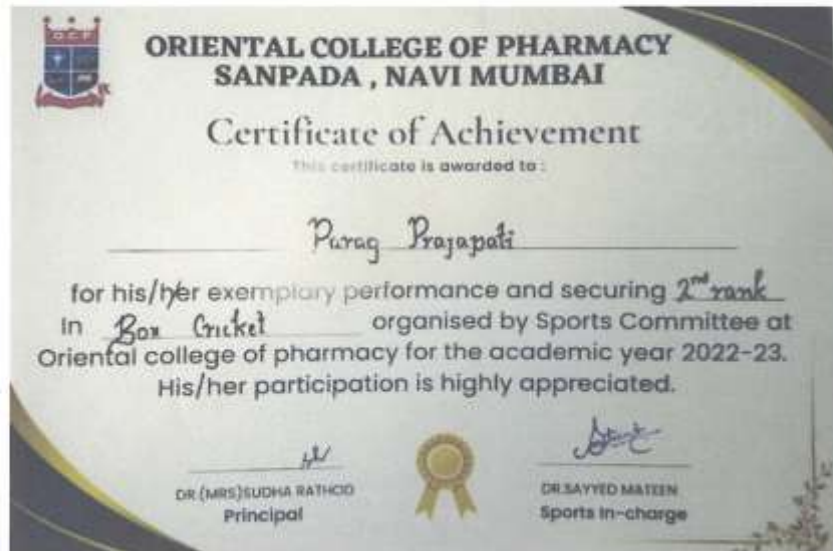 OCP
ORIENTAL COLLEGE OF PHARMACY
SANPADA , NAVI MUMBAI
Certificate of Achievement
This certificate is awarded to :
Parag Prajapati
for his/her exemplary performance and securing 2nd rank
In Box Cricket organised by Sports Committee at
Oriental college of pharmacy for the academic year 2022-23.
His/her participation is highly appreciated.
DR.(MRS)SUDHA RATHOD
Principal
DR.SAYYED MATEEN
Sports In-charge